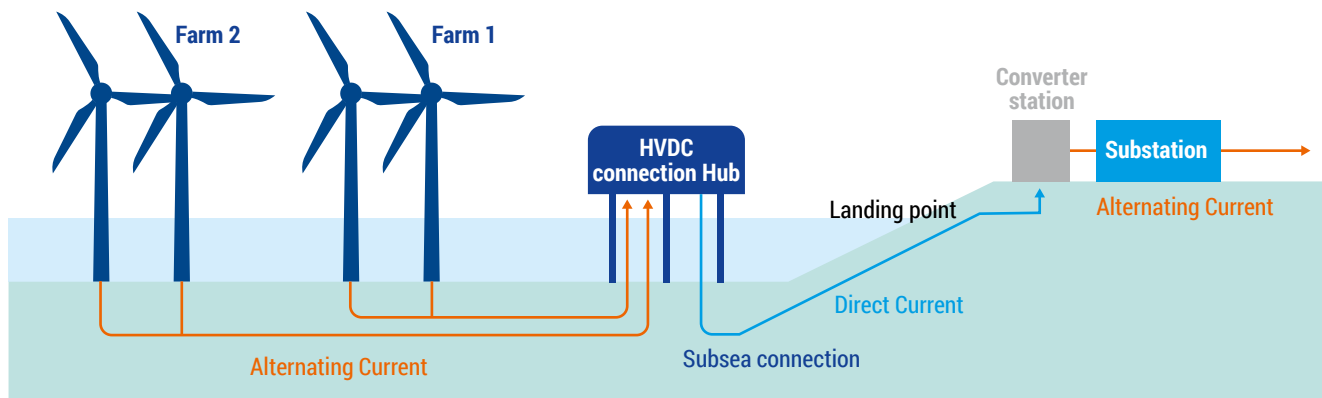 Farm 2
Farm 1
HVDC
connection Hub
Converter
station
Substation
Landing point
Alternating Current
Direct Current
Subsea connection
Alternating Current